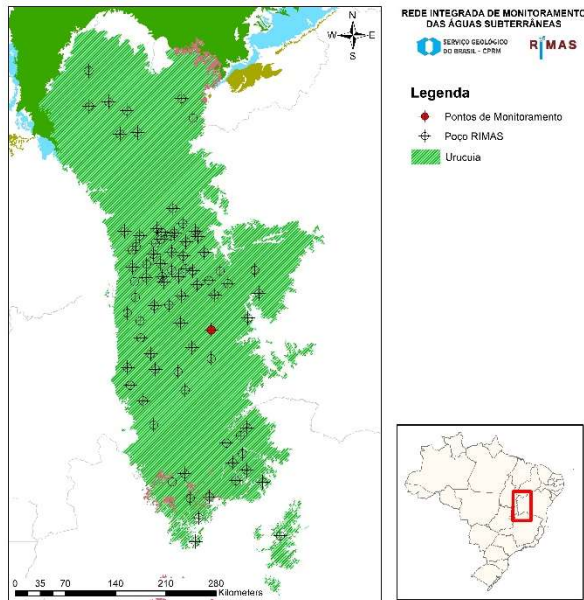 REDE INTEGRADA DE MONITORAMENTO
DAS ÁGUAS SUBTERRÂNEAS
SERVIÇO GEOLÓGICO
DO BRASIL - CPRM
RIMAS
Legenda
Pontos de Monitoramento
Poço RIMAS
Urucuia
N
W E
S
0 35 70 140 210 280
Kilometers